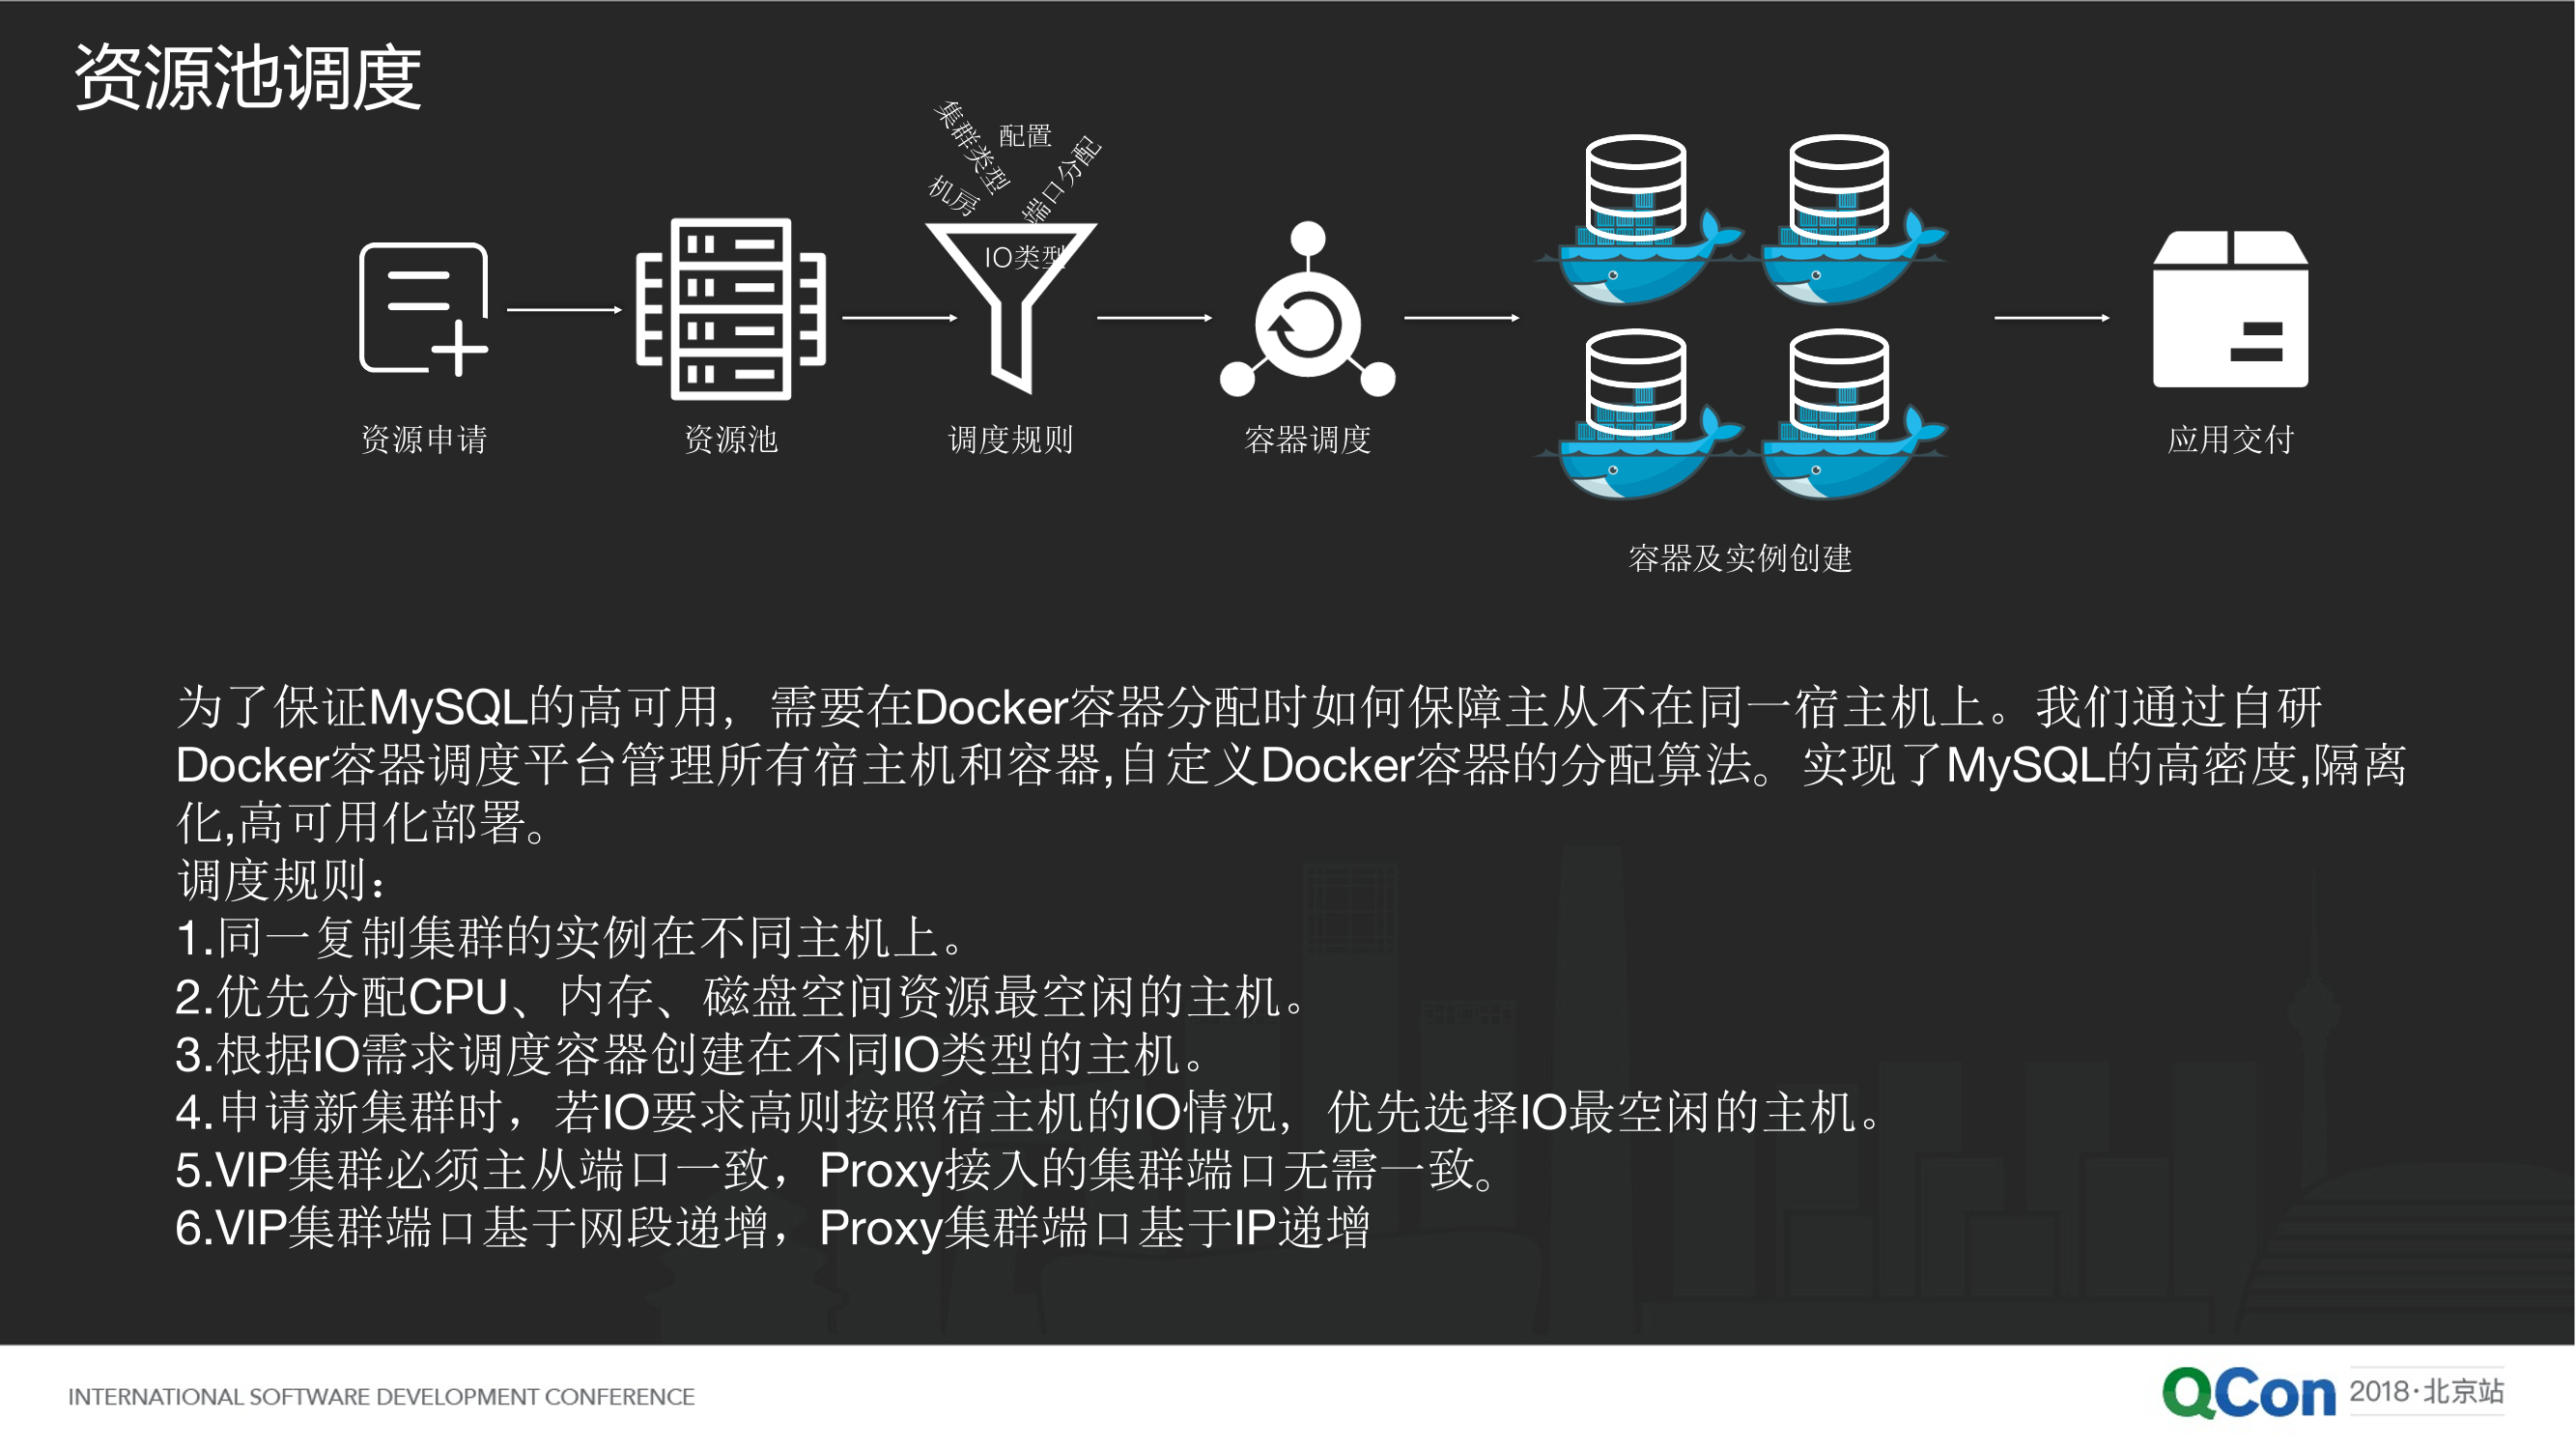 资源池调度
集群类型
配置
端口分配
机房
IO类型
资源申请
资源池
调度规则
容器调度
应用交付
容器及实例创建
为了保证MySQL的高可用，需要在Docker容器分配时如何保障主从不在同一宿主机上。我们通过自研
Docker容器调度平台管理所有宿主机和容器,自定义Docker容器的分配算法。实现了MySQL的高密度,隔离
化,高可用化部署。
调度规则：
1.同一复制集群的实例在不同主机上。
2.优先分配CPU、内存、磁盘空间资源最空闲的主机。
3.根据IO需求调度容器创建在不同IO类型的主机。
4.申请新集群时，若IO要求高则按照宿主机的IO情况，优先选择IO最空闲的主机。
5.VIP集群必须主从端口一致，Proxy接入的集群端口无需一致。
6.VIP集群端口基于网段递增，Proxy集群端口基于IP递增
INTERNATIONAL SOFTWARE DEVELOPMENT CONFERENCE
QCon 2018·北京站